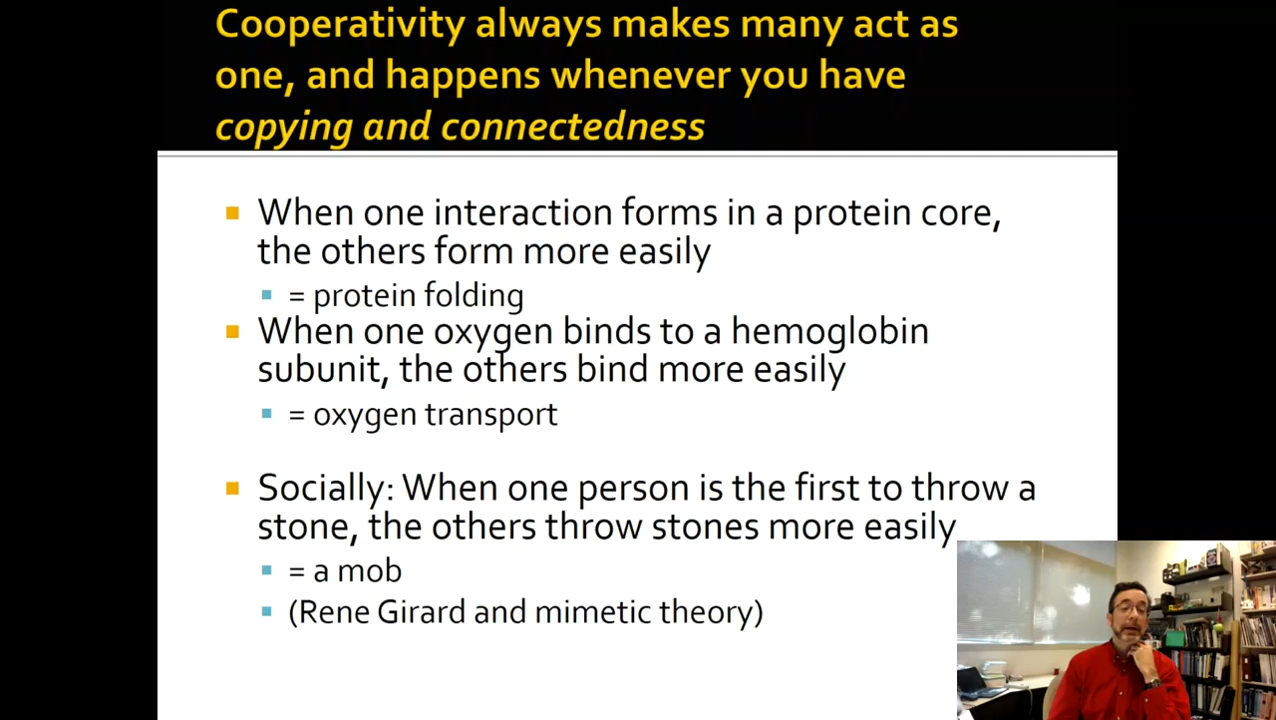 Cooperativity always makes many act as
one, and happens whenever you have
copying and connectedness
When one interaction forms in a protein core,
the others form more easily
= protein folding
When one oxygen binds to a hemoglobin
subunit, the others bind more easily
= oxygen transport
Socially: When one person is the first to throw a
stone, the others throw stones more easily
= a mob
(Rene Girard and mimetic theory)